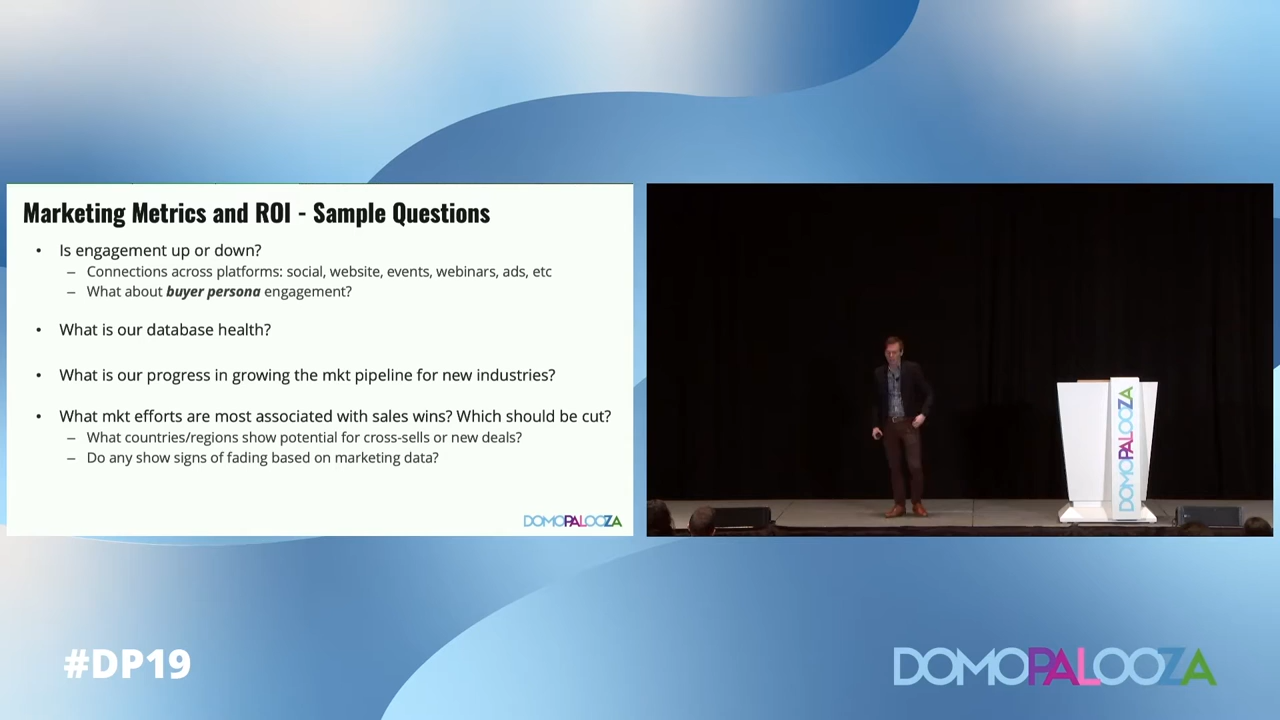 Marketing Metrics and ROI - Sample Questions
• Is engagement up or down?
– Connections across platforms: social, website, events, webinars, ads, etc
– What about buyer persona engagement?
• What is our database health?
• What is our progress in growing the mkt pipeline for new industries?
• What mkt efforts are most associated with sales wins? Which should be cut?
– What countries/regions show potential for cross-sells or new deals?
– Do any show signs of fading based on marketing data?
DOMOPALOOZA
DOMOPALOOZA
#DP19
DOMOPALOOZA